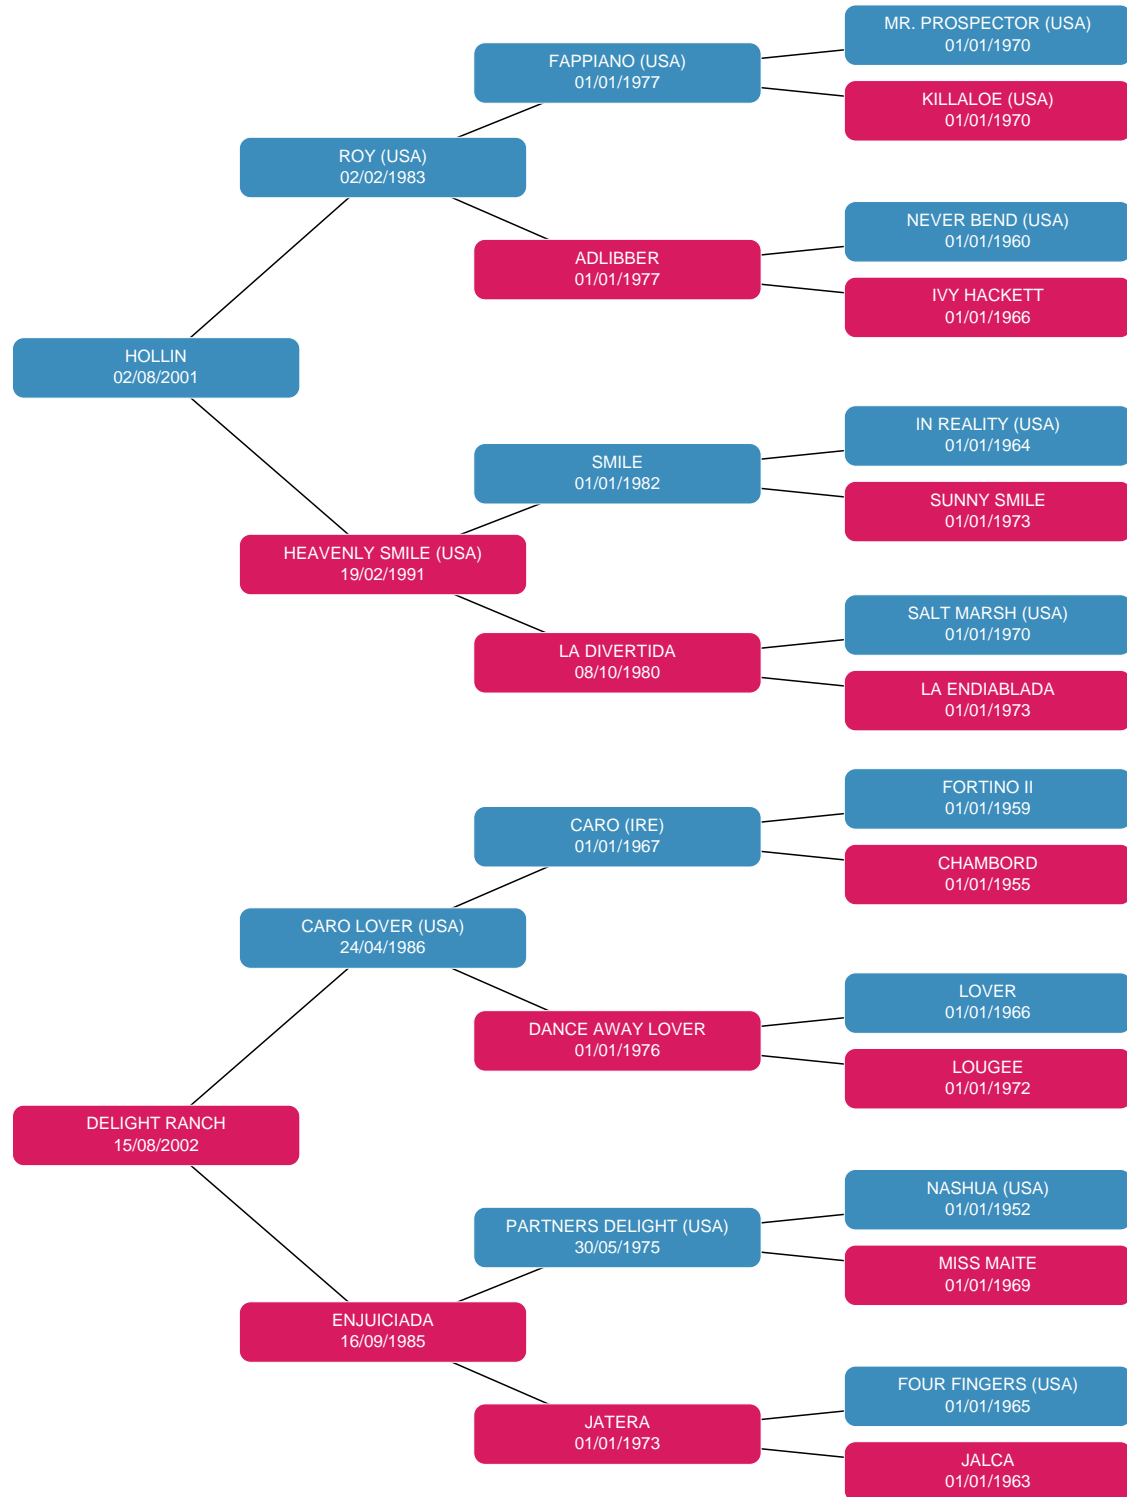 MR. PROSPECTOR (USA)
01/01/1970
FAPPIANO (USA)
01/01/1977
KILLALOE (USA)
01/01/1970
ROY (USA)
02/02/1983
NEVER BEND (USA)
01/01/1960
ADLIBBER
01/01/1977
IVY HACKETT
01/01/1966
HOLLIN
02/08/2001
IN REALITY (USA)
01/01/1964
SMILE
01/01/1982
SUNNY SMILE
01/01/1973
HEAVENLY SMILE (USA)
19/02/1991
SALT MARSH (USA)
01/01/1970
LA DIVERTIDA
08/10/1980
LA ENDIABLADA
01/01/1973
FORTINO II
01/01/1959
CARO (IRE)
01/01/1967
CHAMBORD
01/01/1955
CARO LOVER (USA)
24/04/1986
LOVER
01/01/1966
DANCE AWAY LOVER
01/01/1976
LOUGEE
01/01/1972
DELIGHT RANCH
15/08/2002
NASHUA (USA)
01/01/1952
PARTNERS DELIGHT (USA)
30/05/1975
MISS MAITE
01/01/1969
ENJUICIADA
16/09/1985
FOUR FINGERS (USA)
01/01/1965
JATERA
01/01/1973
JALCA
01/01/1963